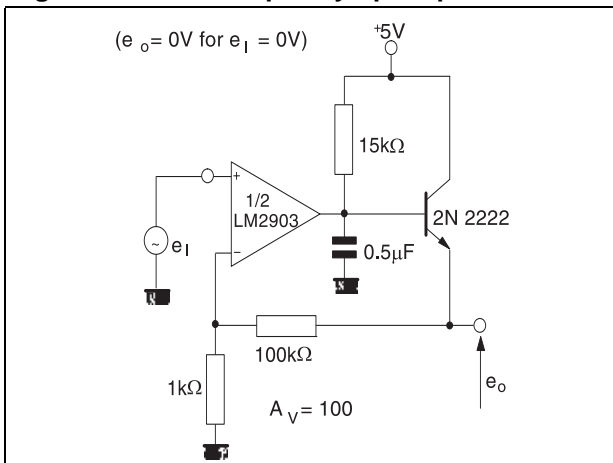 (e o= 0V for e I = 0V)
+5V
15kΩ
+
1/2
LM2903
−
2N 2222
~
e I
0.5μF
100kΩ
1kΩ
A V = 100
e o